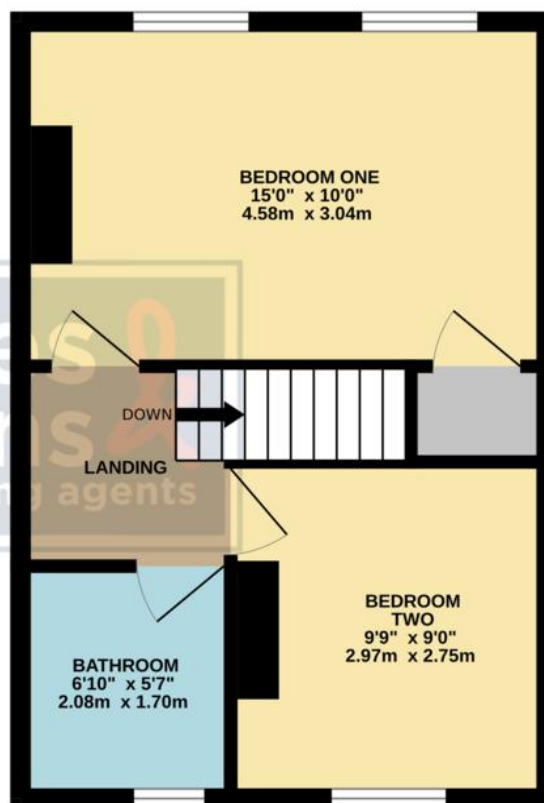 BEDROOM ONE
15'0" x 10'0"
4.58m x 3.04m
DOWN
LANDING
BEDROOM
TWO
9'9" x 9'0"
2.97m x 2.75m
BATHROOM
6'10" x 5'7"
2.08m x 1.70m
agents